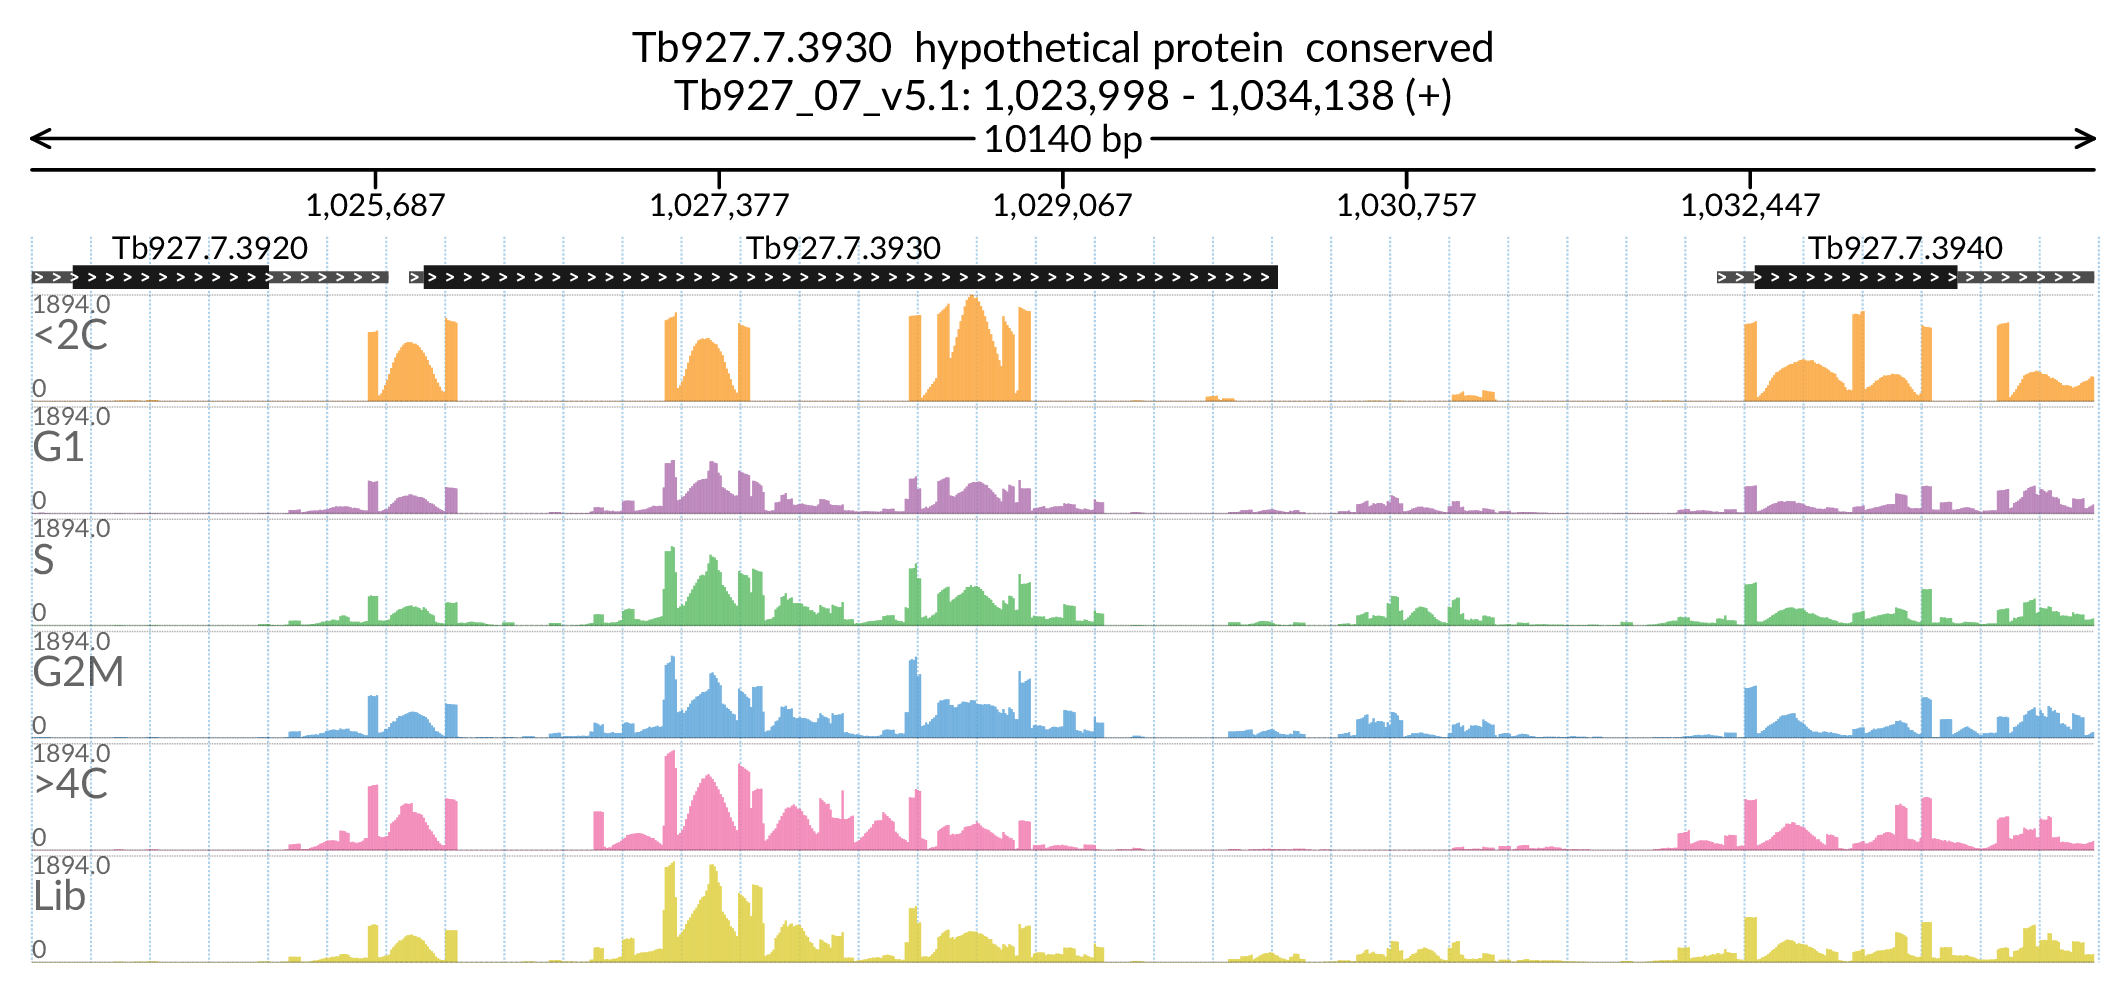 Tb927.7.3930  hypothetical protein  conserved
Tb927_07_v5.1: 1,023,998 - 1,034,138 (+)
10140 bp
1,025,687 1,027,377 1,029,067 1,030,757 1,032,447
Tb927.7.3920 Tb927.7.3930 Tb927.7.3940
1894.0
<2C
0
1894.0
G1
0
1894.0
S
0
1894.0
G2M
0
1894.0
>4C
0
1894.0
Lib
0